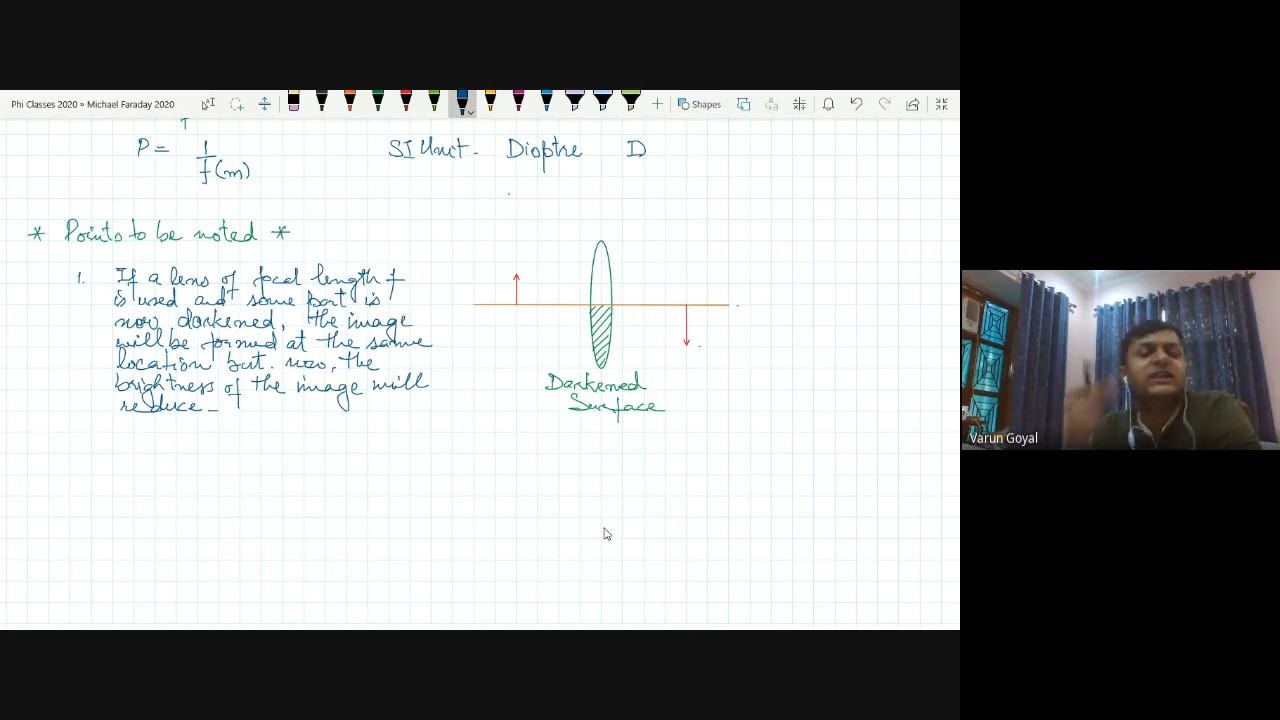 Phi Classes 2020 » Michael Faraday 2020
Shapes
P = 1/f(m)
SI Unit - Dioptre D
* Points to be noted *
1. If a lens of focal length f
is used and some part is
now darkened, the image
will be formed at the same
location but now, the
brightness of the image will
reduce -
Darkened
Surface
Varun Goyal